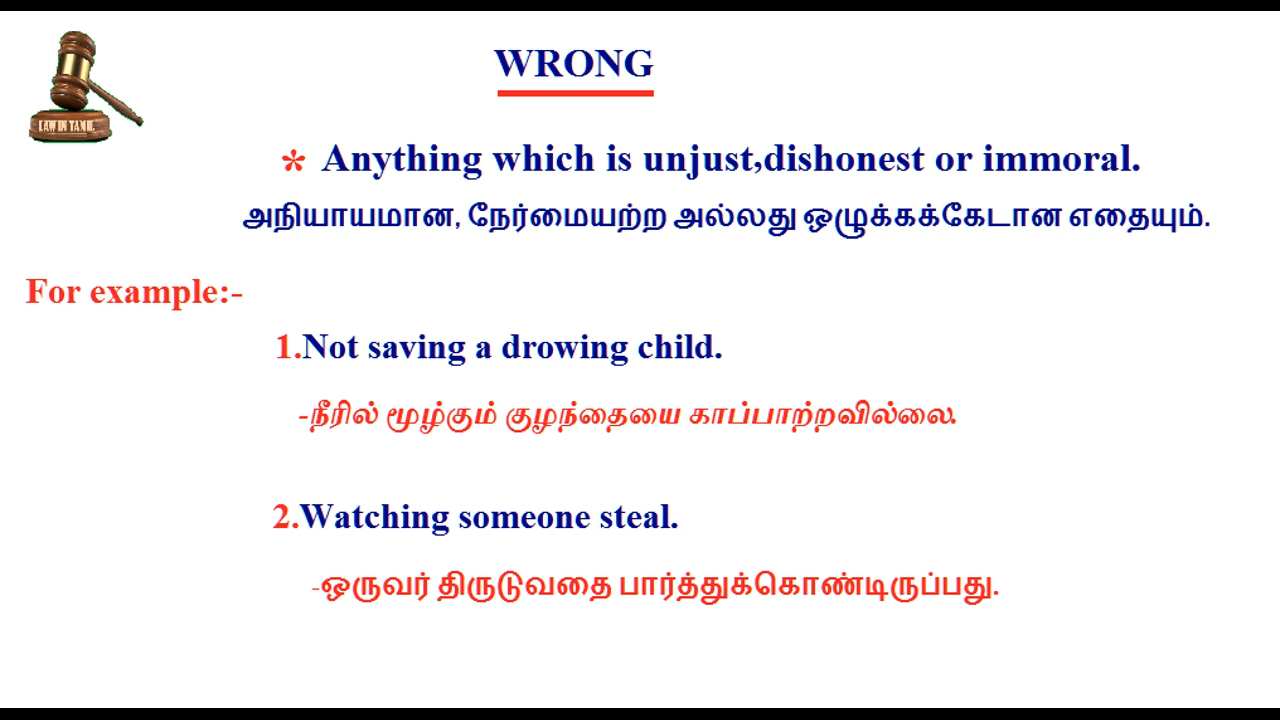 WRONG
LAW IN TAMIL
* Anything which is unjust,dishonest or immoral.
அநியாயமான, நேர்மையற்ற அல்லது ஒழுக்கக்கேடான எதையும்.
For example:-
1.Not saving a drowing child.
-நீரில் மூழ்கும் குழந்தையை காப்பாற்றவில்லை.
2.Watching someone steal.
-ஒருவர் திருடுவதை பார்த்துக்கொண்டிருப்பது.